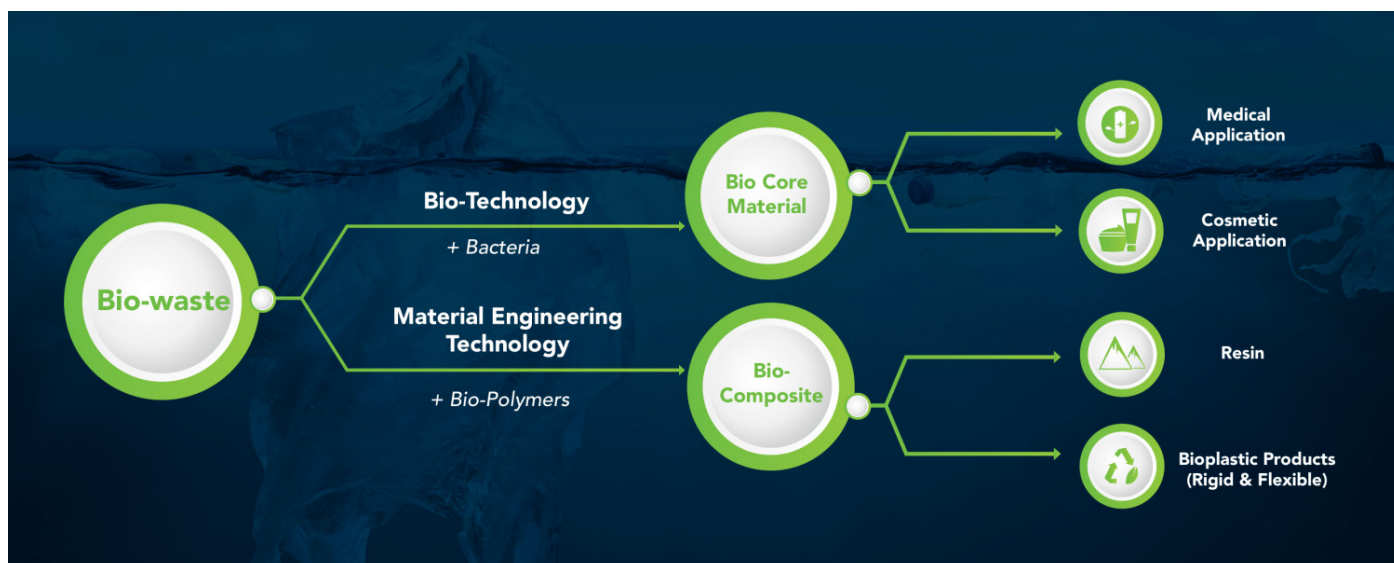 Bio-waste
Bio-Technology
+ Bacteria
Material Engineering
Technology
+ Bio-Polymers
Bio Core
Material
Medical
Application
Cosmetic
Application
Bio-
Composite
Resin
Bioplastic Products
(Rigid & Flexible)